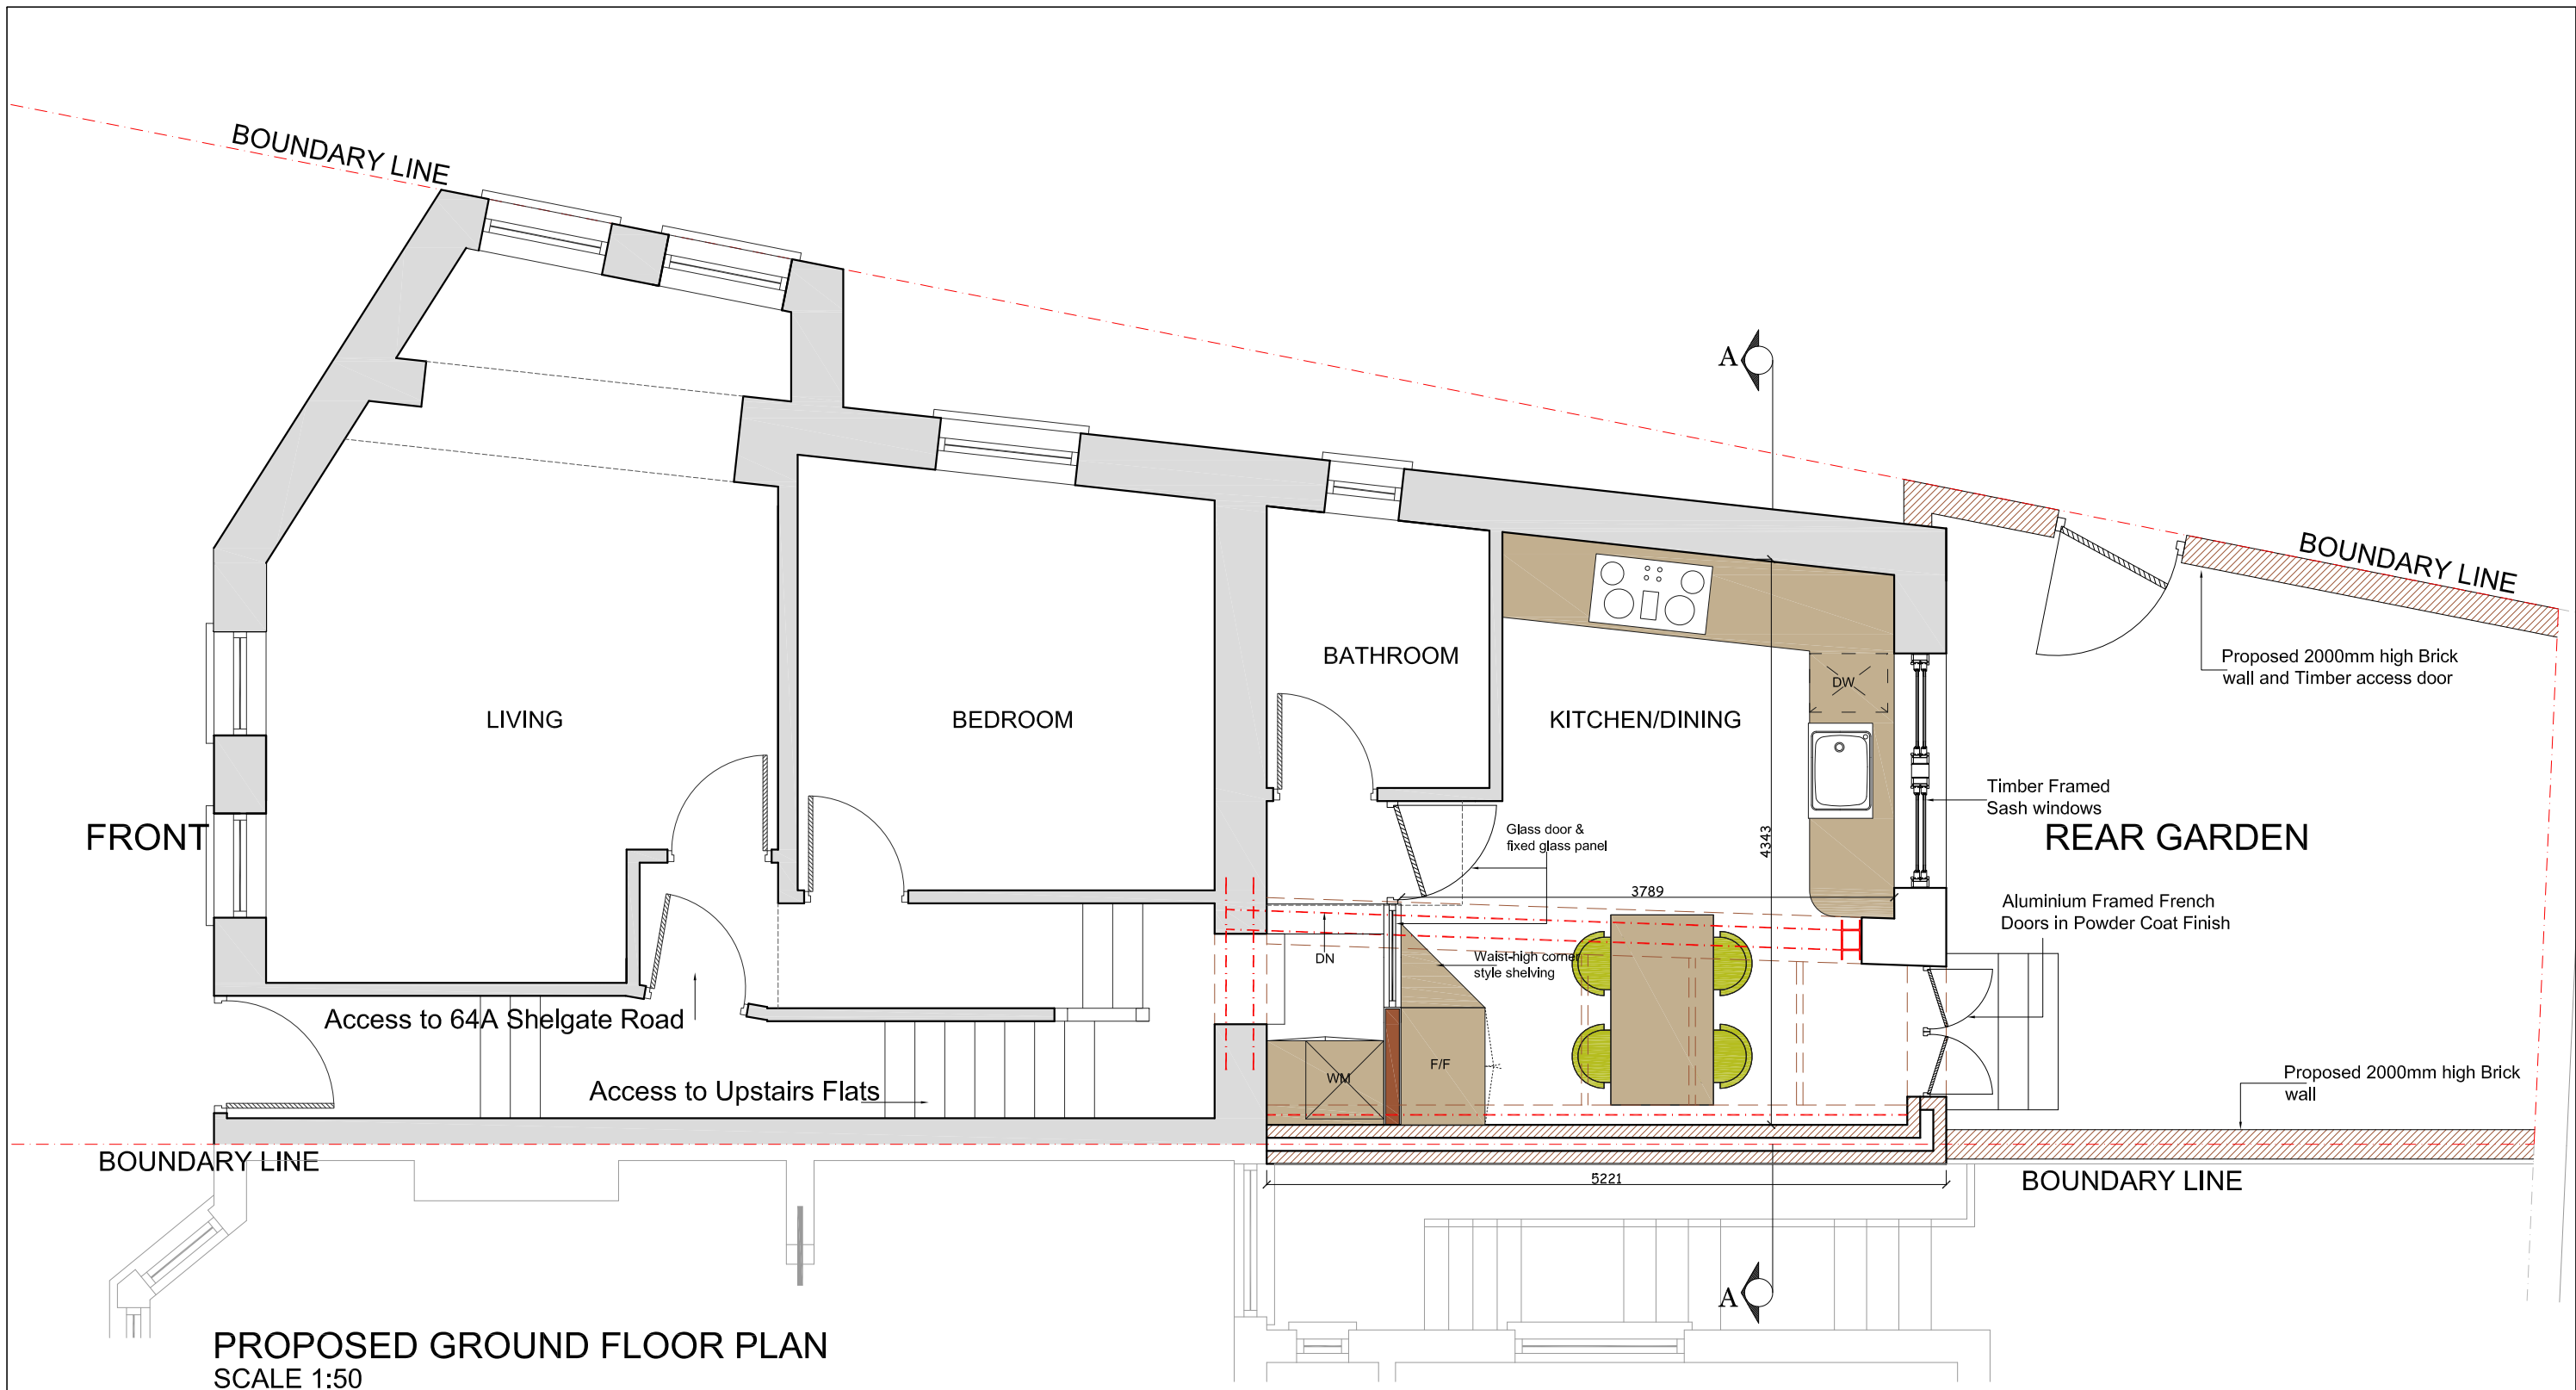 BOUNDARY LINE
A
BOUNDARY LINE
Proposed 2000mm high Brick
wall and Timber access door
BATHROOM
DW
LIVING
BEDROOM
KITCHEN/DINING
Timber Framed
Sash windows
FRONT
REAR GARDEN
Glass door &
fixed glass panel
4343
3789
Aluminium Framed French
Doors in Powder Coat Finish
DN
Waist-high corner
style shelving
Access to 64A Shelgate Road
Access to Upstairs Flats
WM
F/F
Proposed 2000mm high Brick
wall
BOUNDARY LINE
5221
BOUNDARY LINE
A
PROPOSED GROUND FLOOR PLAN
SCALE 1:50